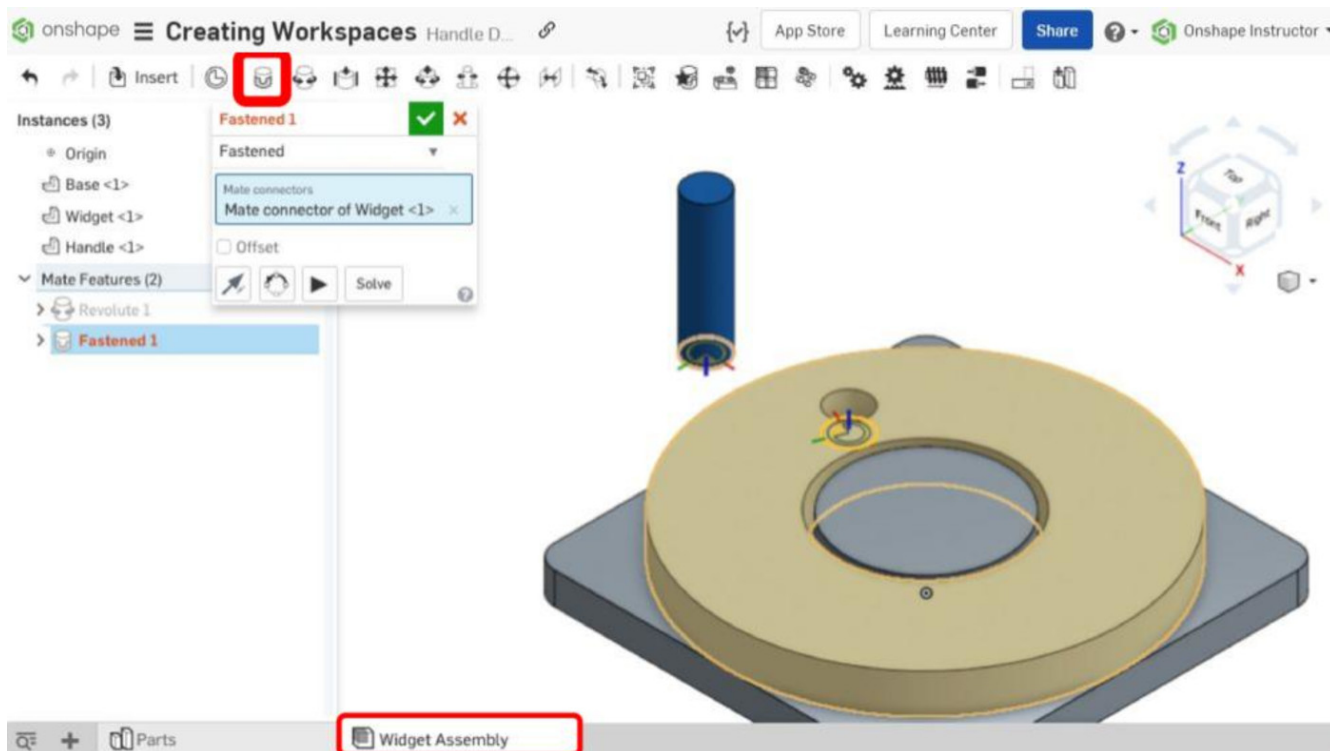 onshape Creating Workspaces Handle D... App Store Learning Center Share Onshape Instructor
Insert
Instances (3)
Origin
Base <1>
Widget <1>
Handle <1>
Mate Features (2)
Revolute 1
Fastened 1
Fastened 1
Fastened
Mate connectors
Mate connector of Widget <1>
Offset
Solve
Z
Top
Front
Right
X
Parts
Widget Assembly